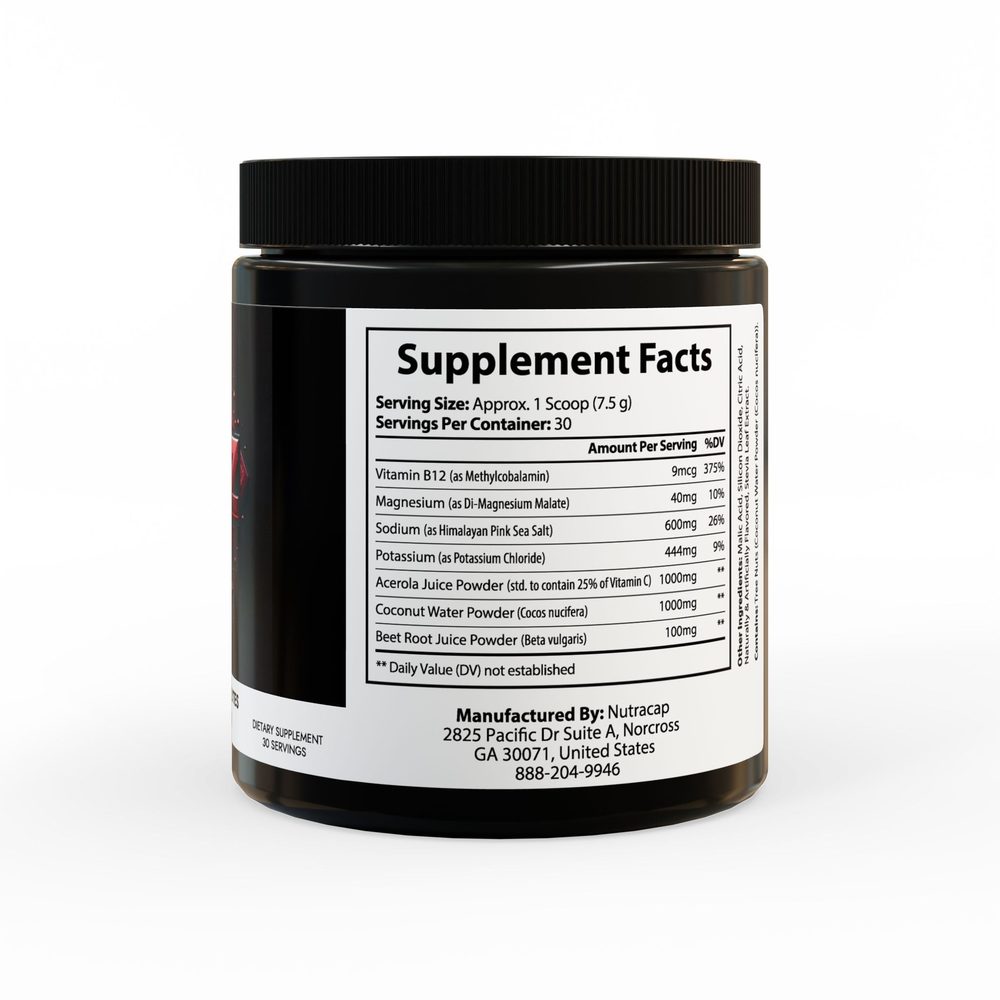 Supplement Facts
Serving Size: Approx. 1 Scoop (7.5 g)
Servings Per Container: 30
Amount Per Serving %DV
Vitamin B12 (as Methylcobalamin) 9mcg 375%
Magnesium (as Di-Magnesium Malate) 40mg 10%
Sodium (as Himalayan Pink Sea Salt) 600mg 26%
Potassium (as Potassium Chloride) 444mg 9%
Acerola Juice Powder (std. to contain 25% of Vitamin C) 1000mg **
Coconut Water Powder (Cocos nucifera) 1000mg **
Beet Root Juice Powder (Beta vulgaris) 100mg **
** Daily Value (DV) not established
Manufactured By: Nutracap
2825 Pacific Dr Suite A, Norcross
GA 30071, United States
888-204-9946
Other Ingredients: Malic Acid, Silicon Dioxide, Citric Acid,
Naturally & Artificially Flavored, Stevia Leaf Extract.
Contains: Tree Nuts (Coconut Water Powder (Cocos nucifera)).
DIETARY SUPPLEMENT
30 SERVINGS